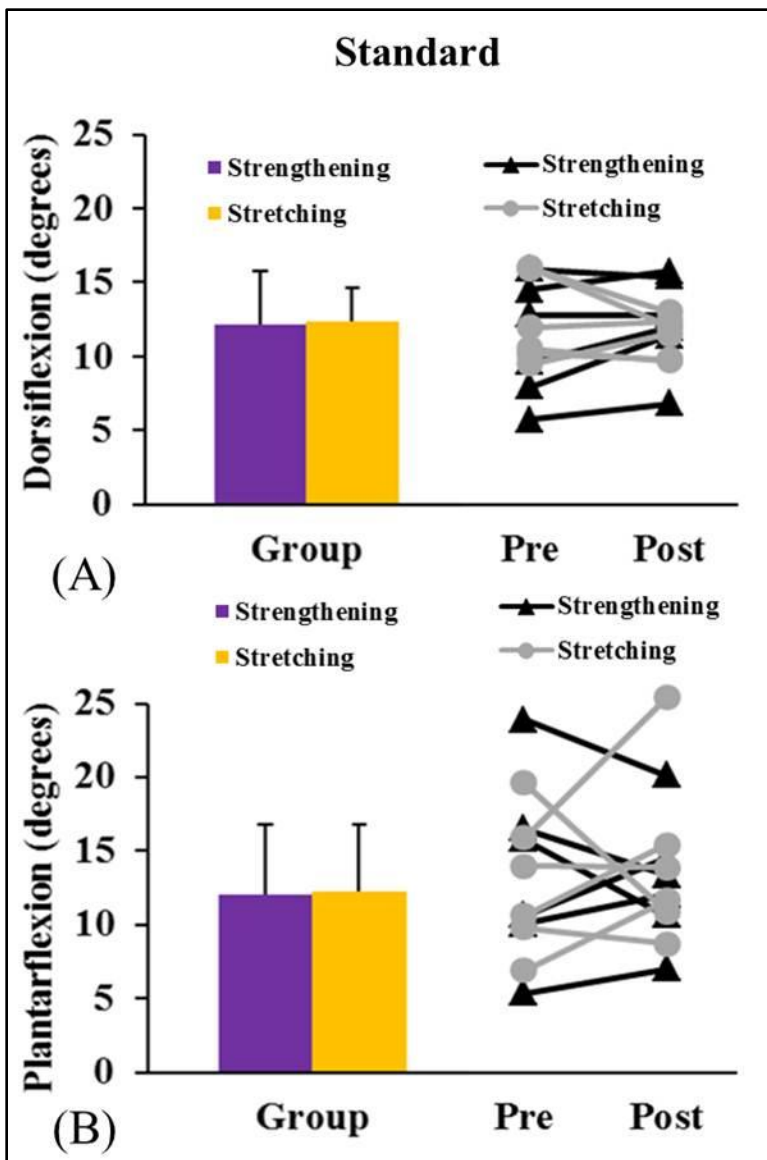 Standard
Dorsiflexion (degrees)
25
20
15
10
5
0
Strengthening
Stretching
Strengthening
Stretching
Group
Pre
Post
(A)
Plantarflexion (degrees)
25
20
15
10
5
0
Strengthening
Stretching
Strengthening
Stretching
Group
Pre
Post
(B)